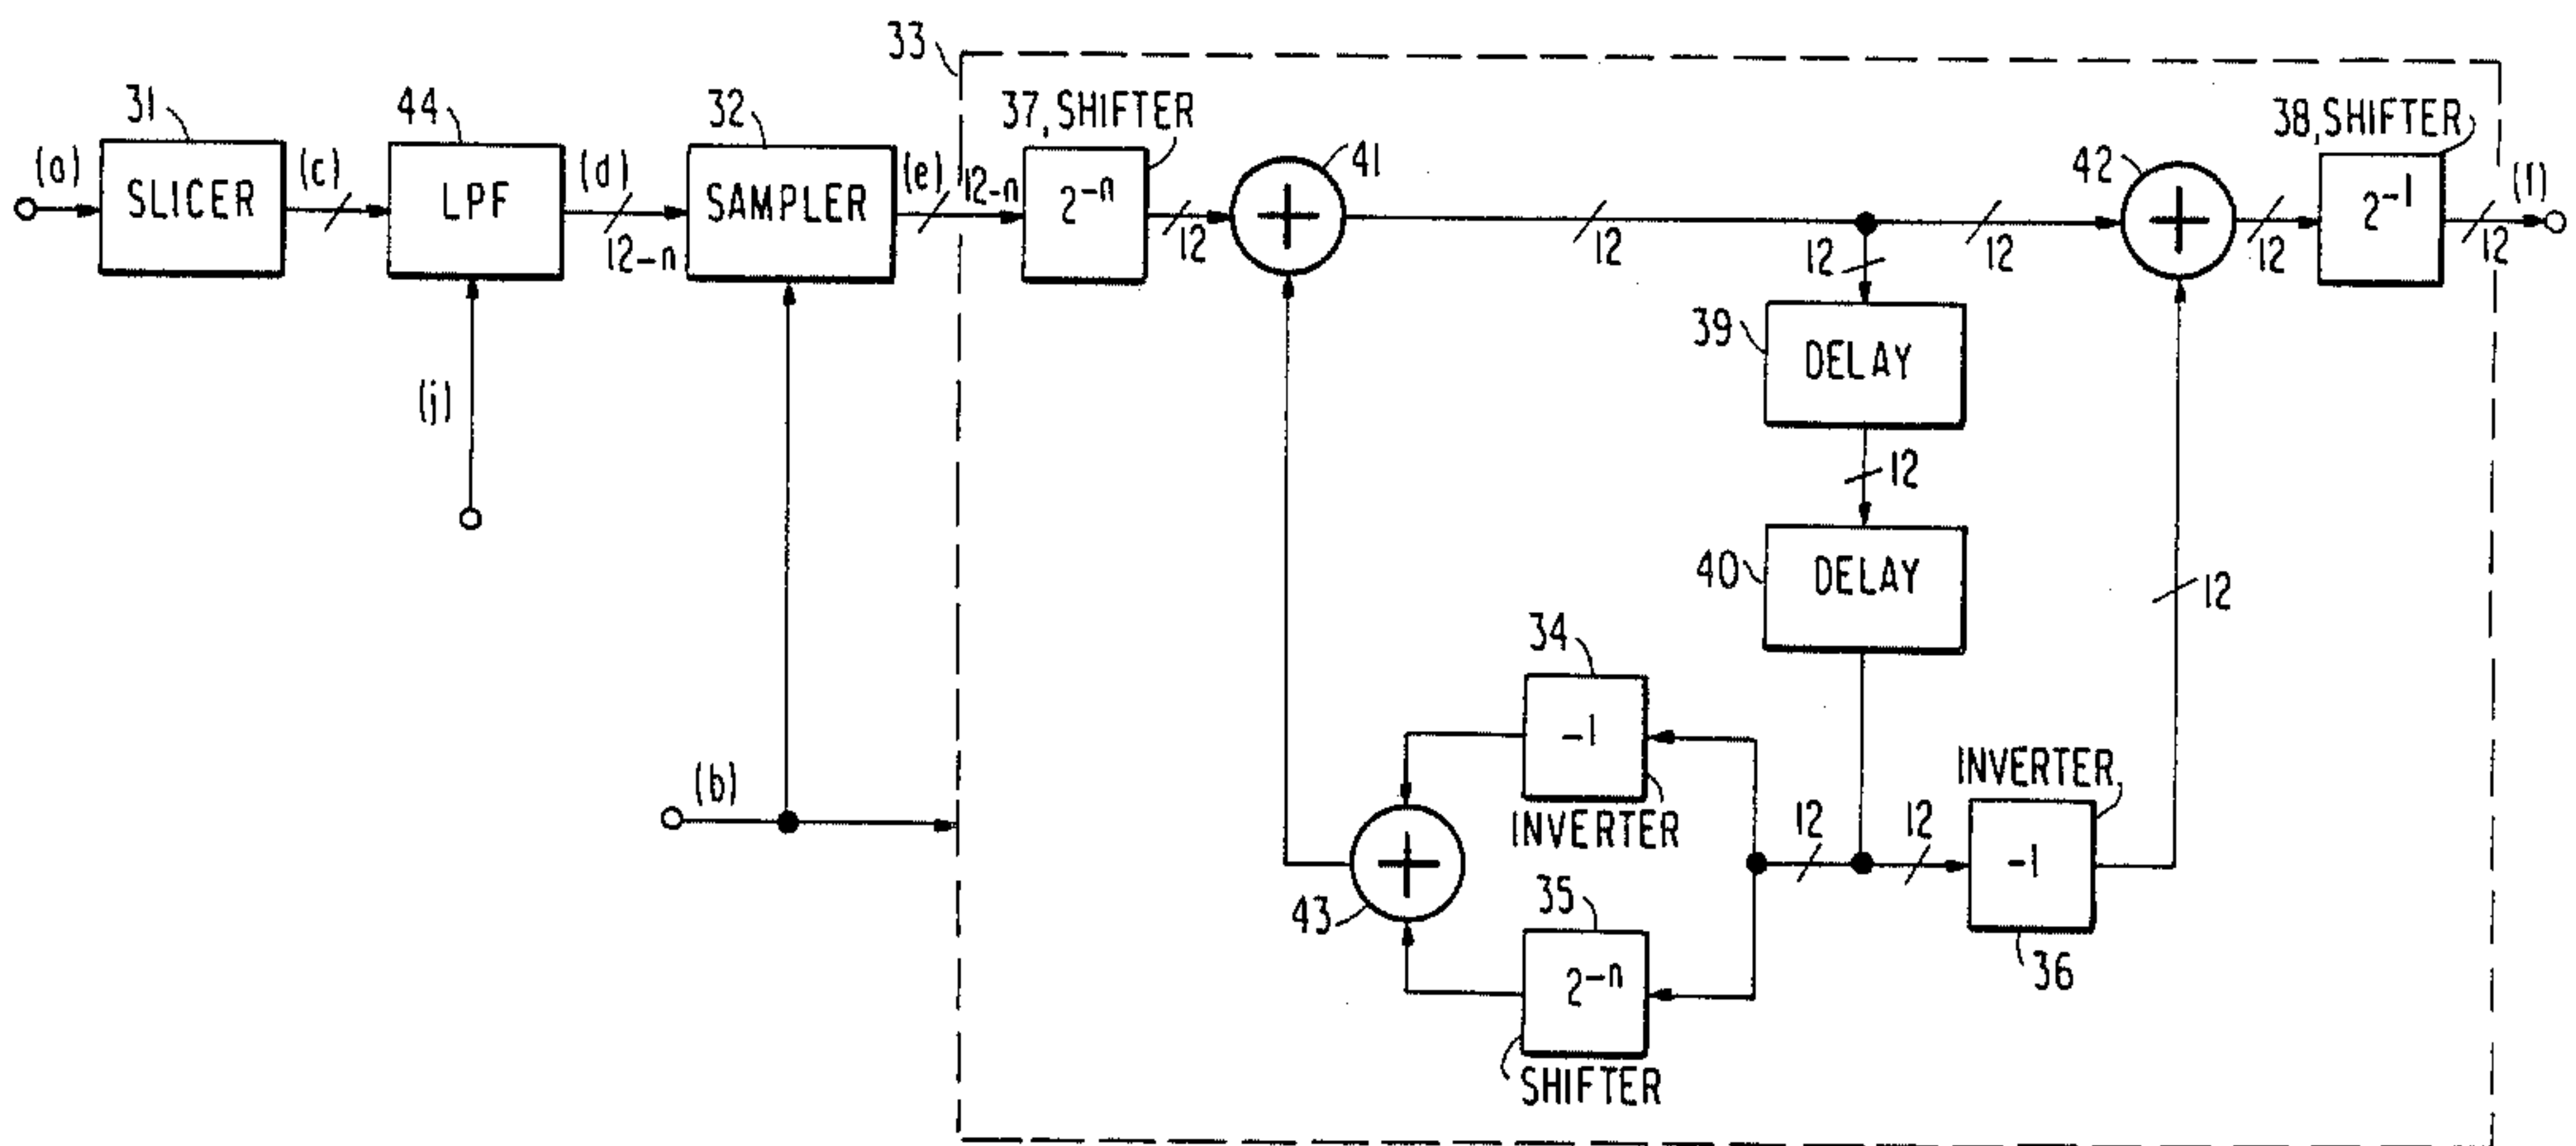 33
31
44
32
37, SHIFTER
41
42
38, SHIFTER
(a)
SLICER
(c)
LPF
(d)
12-n
SAMPLER
(e)
12-n
2-n
12
+
12
12
12
+
12
2-1
12
(f)
39
DELAY
(j)
12
40
DELAY
12
34
-1
INVERTER
(b)
INVERTER
12
12
-1
36
+
43
35
2-n
SHIFTER